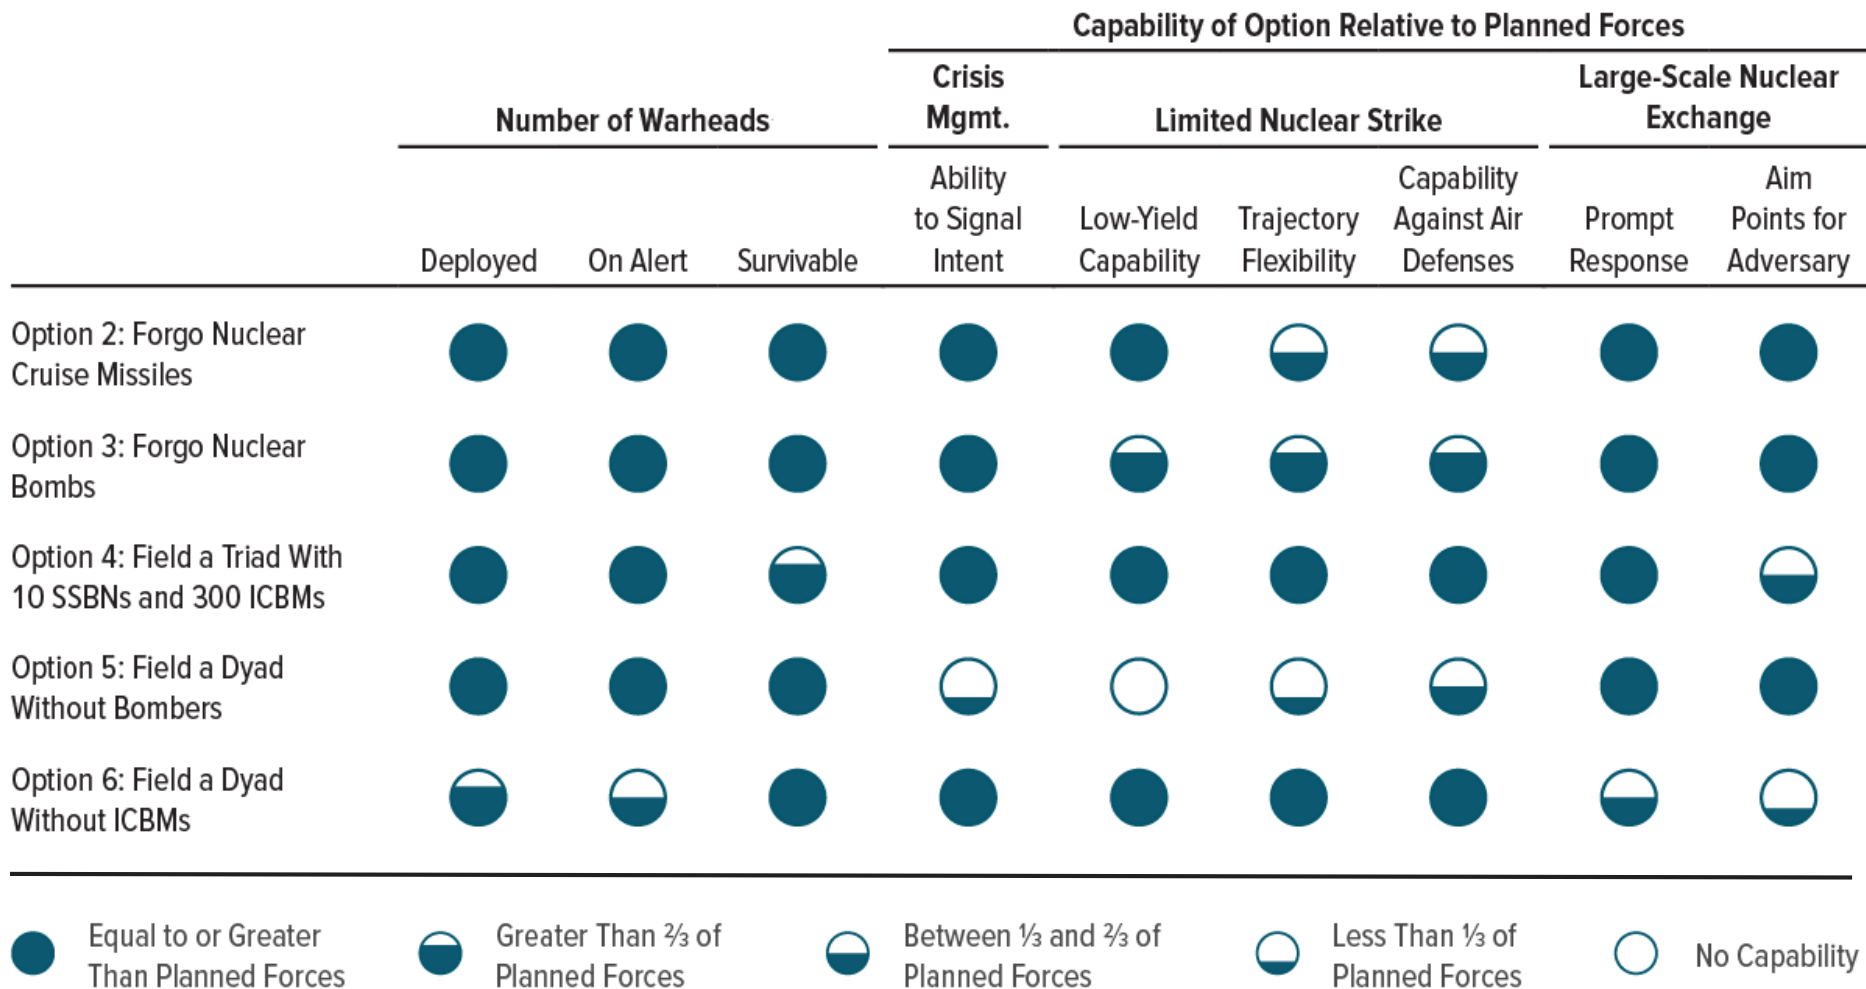 Capability of Option Relative to Planned Forces
Number of Warheads
Crisis
Mgmt.
Limited Nuclear Strike
Large-Scale Nuclear
Exchange
Deployed
On Alert
Survivable
Ability
to Signal
Intent
Low-Yield
Capability
Trajectory
Flexibility
Capability
Against Air
Defenses
Prompt
Response
Aim
Points for
Adversary
Option 2: Forgo Nuclear
Cruise Missiles
Option 3: Forgo Nuclear
Bombs
Option 4: Field a Triad With
10 SSBNs and 300 ICBMs
Option 5: Field a Dyad
Without Bombers
Option 6: Field a Dyad
Without ICBMs
Equal to or Greater
Than Planned Forces
Greater Than ⅔ of
Planned Forces
Between ⅓ and ⅔ of
Planned Forces
Less Than ⅓ of
Planned Forces
No Capability